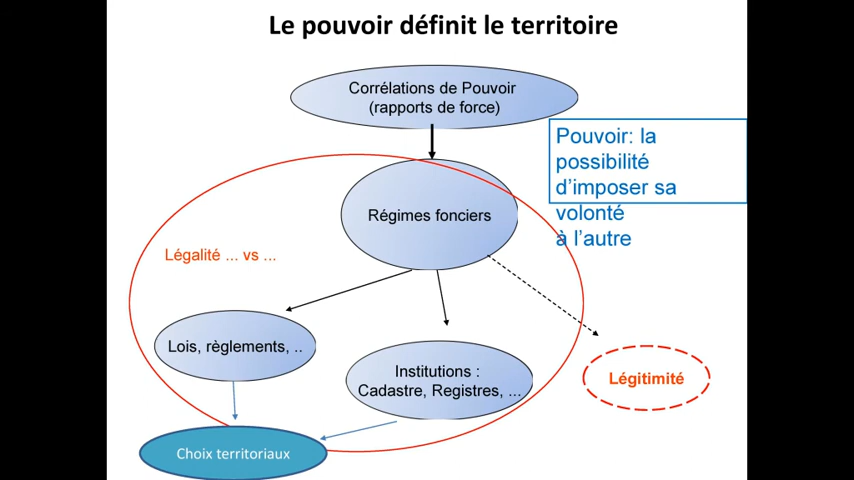 Le pouvoir définit le territoire
Corrélations de Pouvoir
(rapports de force)
Pouvoir: la
possibilité
d’imposer sa
volonté
à l’autre
Régimes fonciers
Légalité ... vs ...
Lois, règlements, ..
Institutions :
Cadastre, Registres, ...
Légitimité
Choix territoriaux